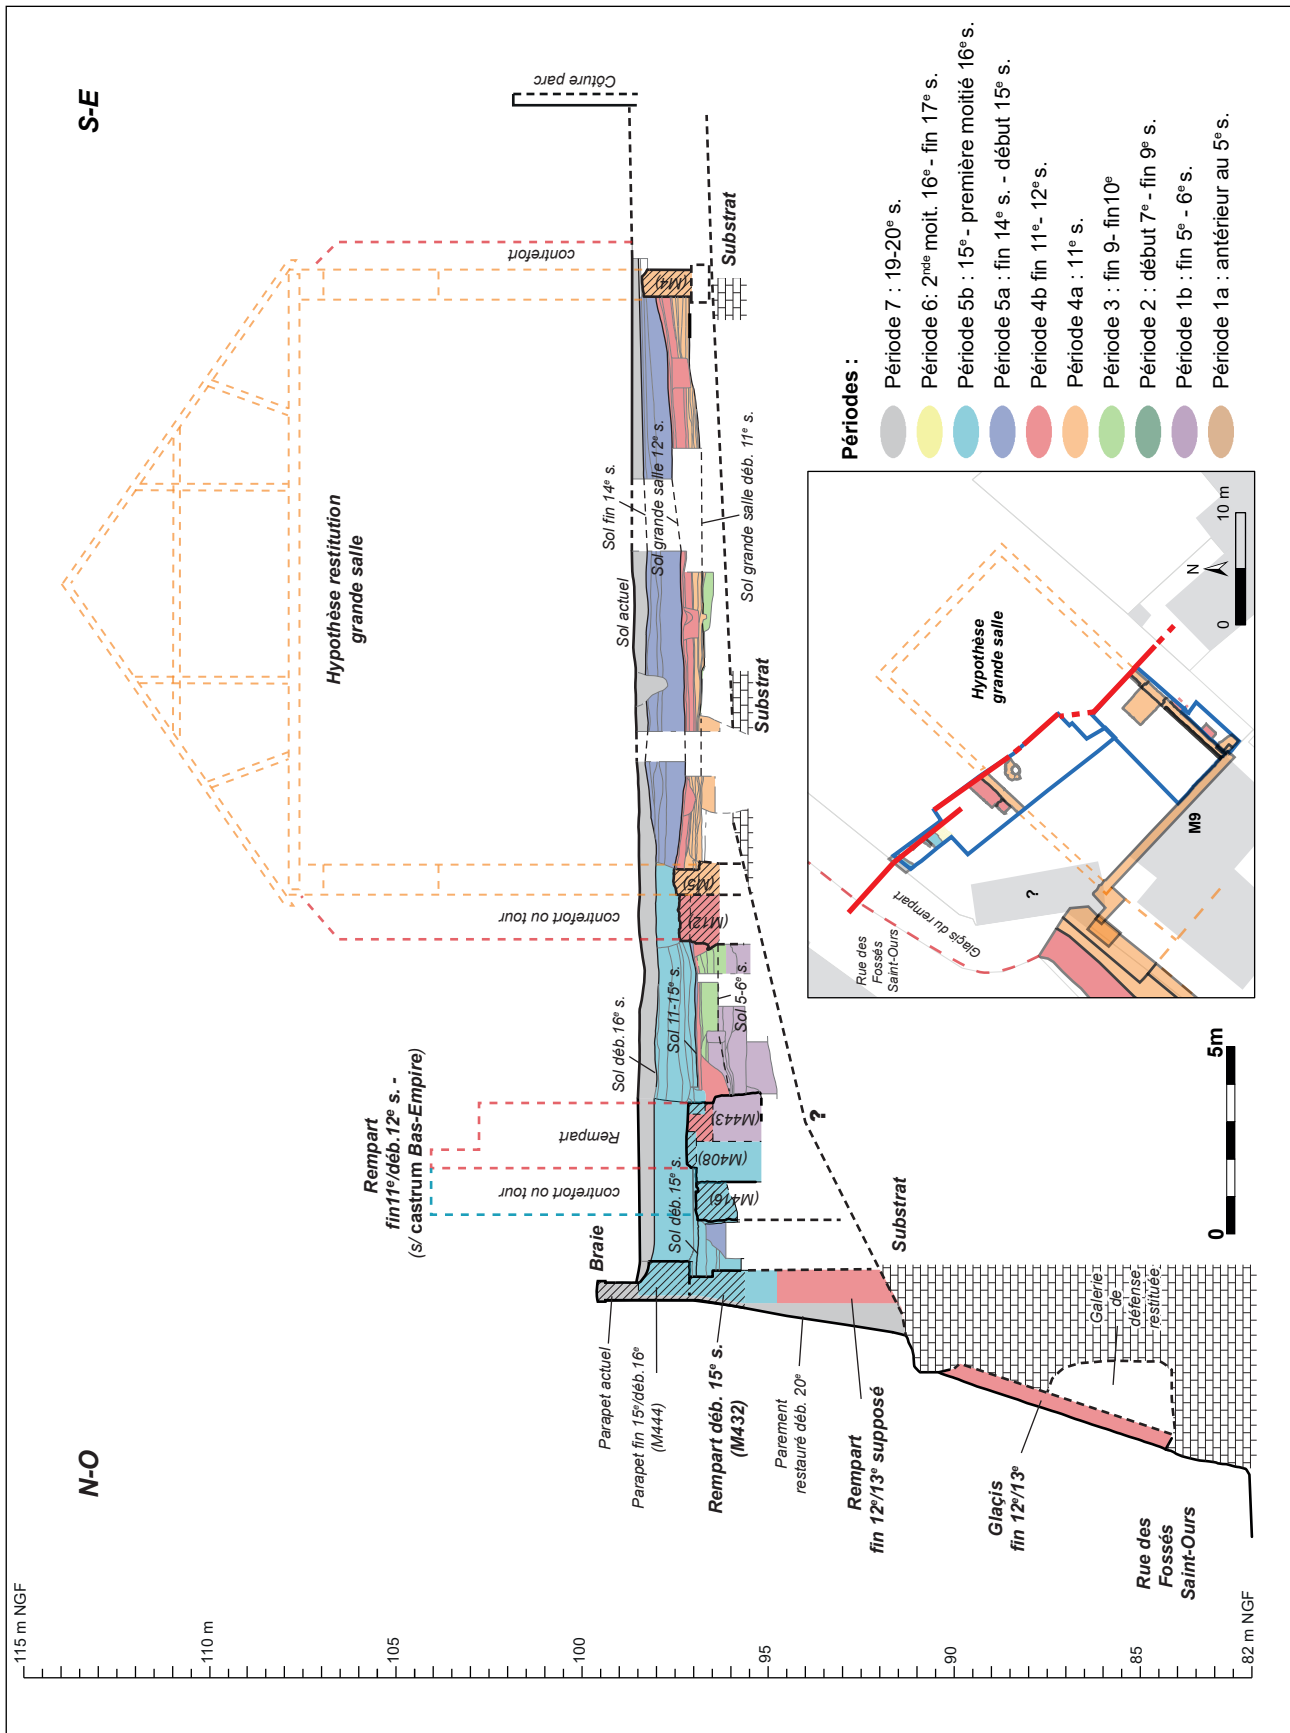 N-O
S-E
115 m NGF
110 m
105
100
95
90
85
82 m NGF
Hypothèse restitution
grande salle
Côture parc
contrefort
contrefort ou tour
Rempart
fin11e/déb.12e s. -
(s/ castrum Bas-Empire)
Rempart
contrefort ou tour
Braie
Parapet actuel
Parapet fin 15e/déb.16e
(M444)
Rempart déb. 15e s.
(M432)
Parement
restauré déb. 20e
Rempart
fin 12e/13e supposé
Glaçis
fin 12e/13e
Rue des
Fossés
Saint-Ours
Galerie
de
défense
restituée
Substrat
?
Sol déb. 15e s.
(M416)
(M408)
(M443)
Sol déb.16e s.
Sol 11-15e s.
Sol 5-6e s.
(M12)
(M5)
Substrat
Sol actuel
Sol fin 14e s.
Sol grande salle 12e s.
Sol grande salle déb. 11e s.
(M4)
Substrat
0
5m
Rue des
Fossés
Saint-Ours
Glaçis du rempart
?
M9
Hypothèse
grande salle
N
0
10 m
Périodes :
Période 7 : 19-20e s.
Période 6 : 2nde moit. 16e - fin 17e s.
Période 5b : 15e - première moitié 16e s.
Période 5a : fin 14e s. - début 15e s.
Période 4b fin 11e - 12e s.
Période 4a : 11e s.
Période 3 : fin 9- fin10e
Période 2 : début 7e - fin 9e s.
Période 1b : fin 5e - 6e s.
Période 1a : antérieur au 5e s.